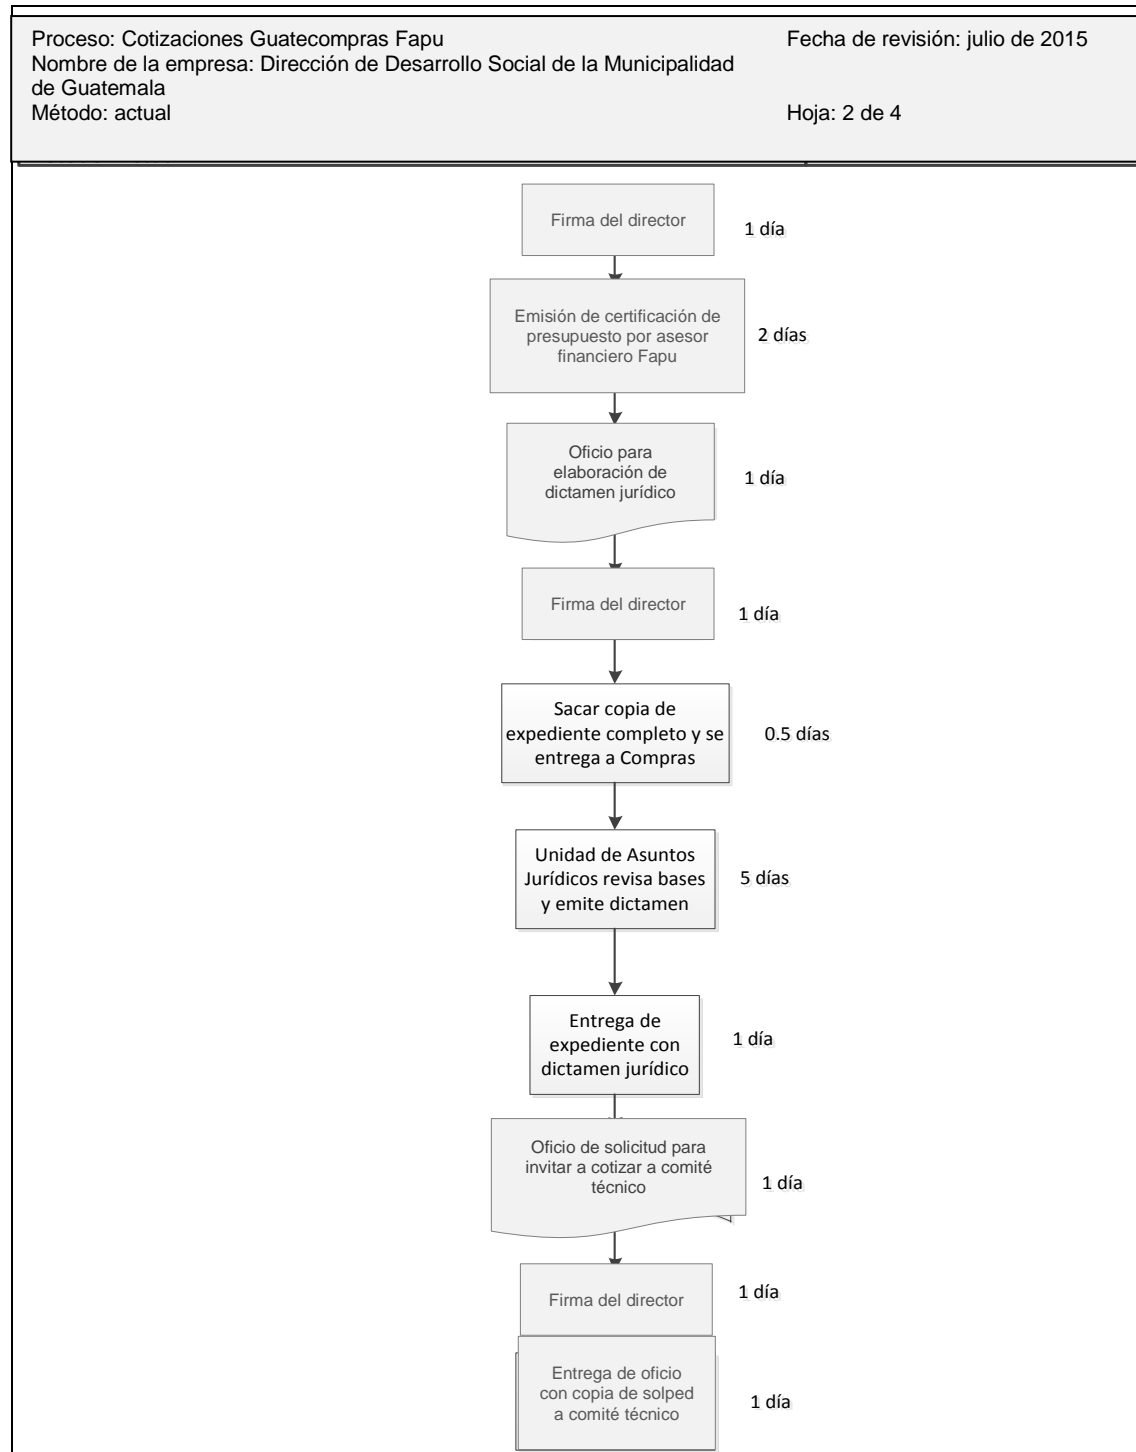 Proceso: Cotizaciones Guatecompras Fapu
Fecha de revisión: julio de 2015
Nombre de la empresa: Dirección de Desarrollo Social de la Municipalidad
de Guatemala
Método: actual
Hoja: 2 de 4
Firma del director
1 día
Emisión de certificación de
presupuesto por asesor
financiero Fapu
2 días
Oficio para
elaboración de
dictamen jurídico
1 día
Firma del director
1 día
Sacar copia de
expediente completo y se
entrega a Compras
0.5 días
Unidad de Asuntos
Jurídicos revisa bases
y emite dictamen
5 días
Entrega de
expediente con
dictamen jurídico
1 día
Oficio de solicitud para
invitar a cotizar a comité
técnico
1 día
Firma del director
1 día
Entrega de oficio
con copia de solped
a comité técnico
1 día